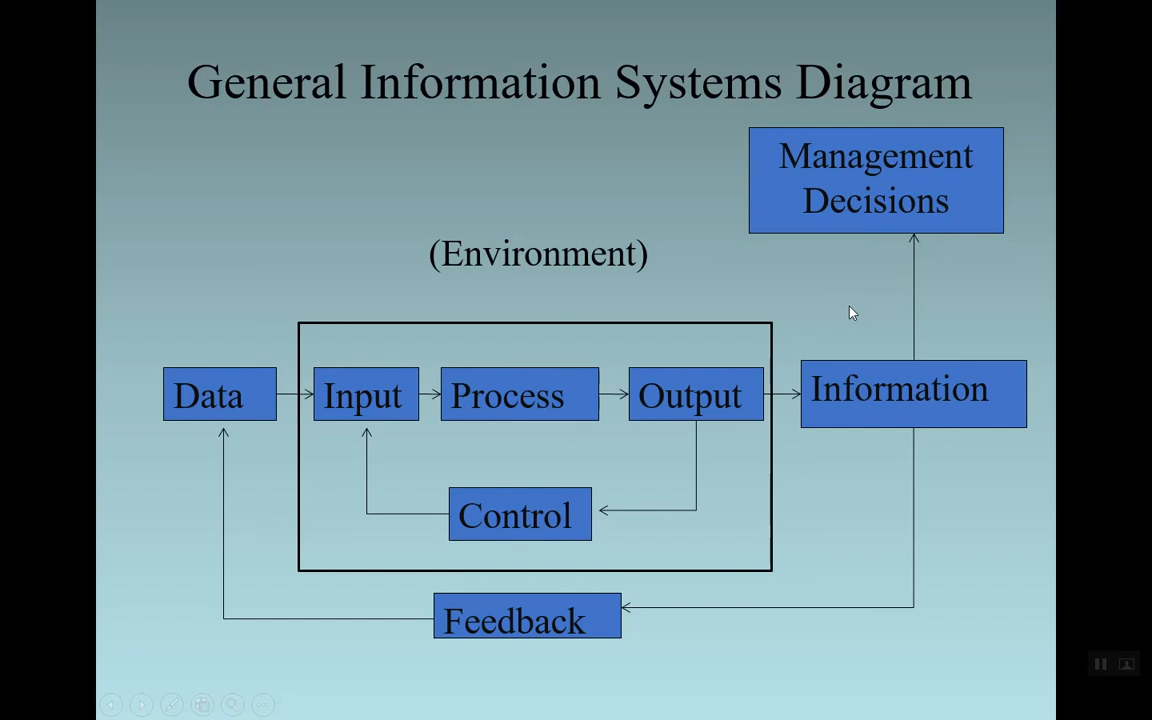 General Information Systems Diagram
Management
Decisions
(Environment)
Data
Input
Process
Output
Information
Control
Feedback